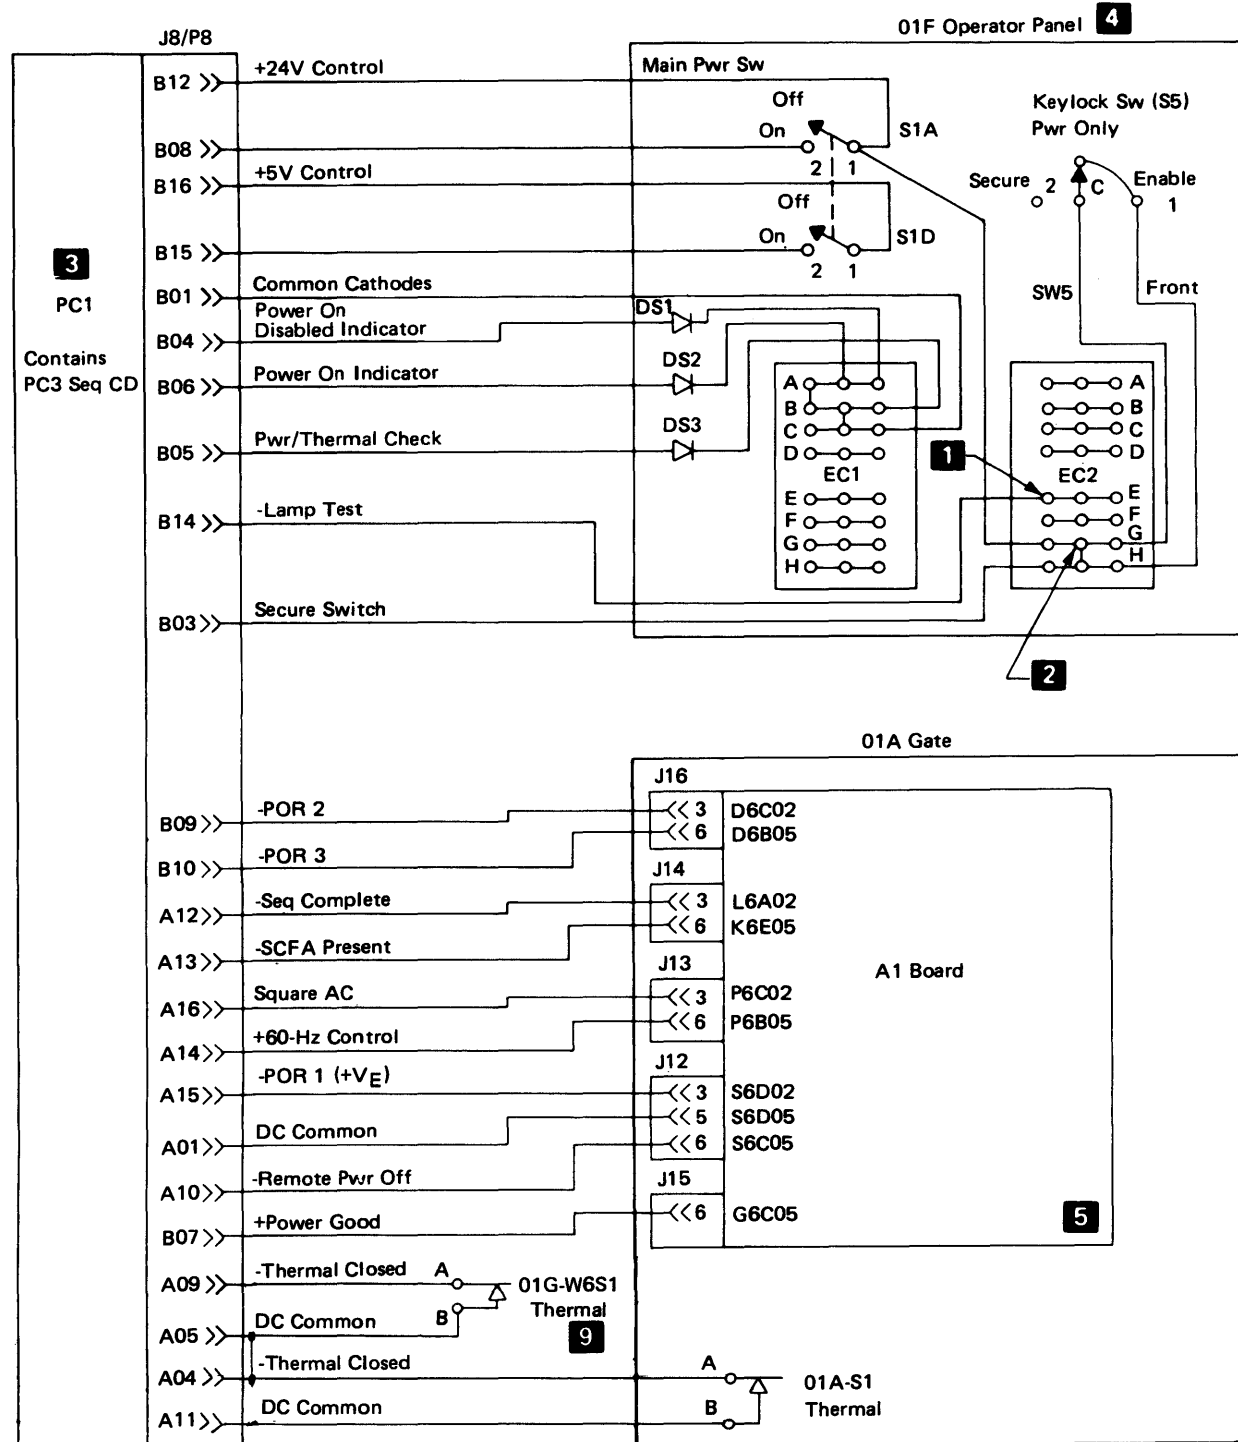 01F Operator Panel 4
J8/P8
B12 +24V Control
Main Pwr Sw
Off
On
S1A
2 1
Keylock Sw (S5)
Pwr Only
B08
B16 +5V Control
Secure 2 C Enable
1
Off
On
S1D
2 1
B15
3
PC1
Contains
PC3 Seq CD
B01 Common Cathodes
Power On
B04 Disabled Indicator
DS1
SW5
Front
B06 Power On Indicator
DS2
B05 Pwr/Thermal Check
DS3
A
B
C
D
EC1
E
F
G
H
A
B
C
D
EC2
E
F
G
H
1
B14 -Lamp Test
B03 Secure Switch
2
01A Gate
J16
B09 -POR 2
3 D6C02
6 D6B05
B10 -POR 3
J14
A12 -Seq Complete
3 L6A02
6 K6E05
A13 -SCFA Present
J13
A1 Board
A16 Square AC
3 P6C02
6 P6B05
A14 +60-Hz Control
J12
A15 -POR 1 (+VE)
3 S6D02
5 S6D05
6 S6C05
A01 DC Common
A10 -Remote Pwr Off
J15
6 G6C05
5
B07 +Power Good
A09 -Thermal Closed A
01G-W6S1
Thermal
9
A05 DC Common B
A04 -Thermal Closed A
01A-S1
Thermal
A11 DC Common B